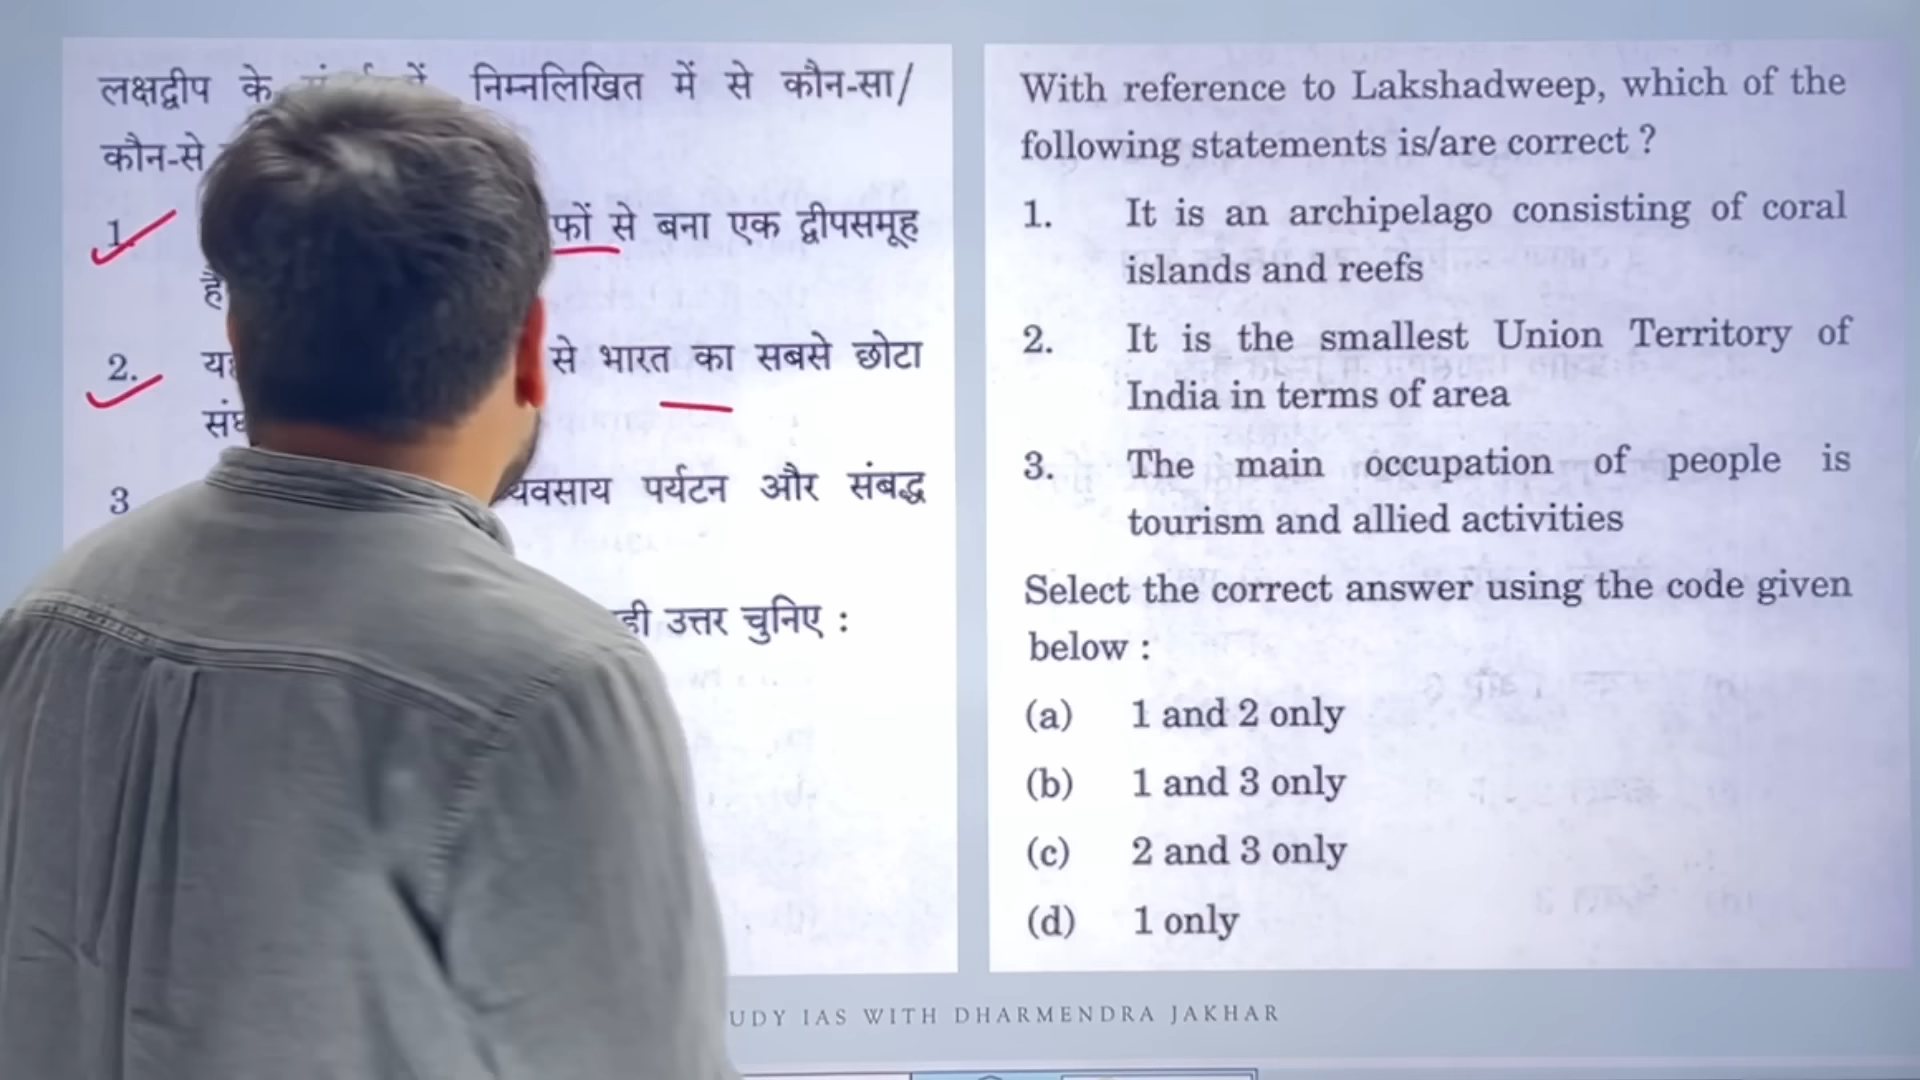 लक्षद्वीप के में निम्नलिखित में से कौन-सा/
कौन-से
1. फों से बना एक द्वीपसमूह
है
2. से भारत का सबसे छोटा
3 व्यवसाय पर्यटन और संबद्ध
उत्तर चुनिए :
With reference to Lakshadweep, which of the
following statements is/are correct ?
1. It is an archipelago consisting of coral
islands and reefs
2. It is the smallest Union Territory of
India in terms of area
3. The main occupation of people is
tourism and allied activities
Select the correct answer using the code given
below :
(a) 1 and 2 only
(b) 1 and 3 only
(c) 2 and 3 only
(d) 1 only
UDY IAS WITH DHARMENDRA JAKHAR